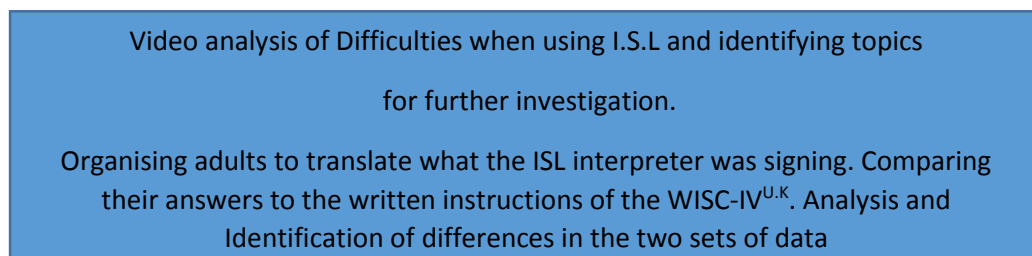 Video analysis of Difficulties when using I.S.L and identifying topics
for further investigation.
Organising adults to translate what the ISL interpreter was signing. Comparing
their answers to the written instructions of the WISC-IV^U.K. Analysis and
Identification of differences in the two sets of data